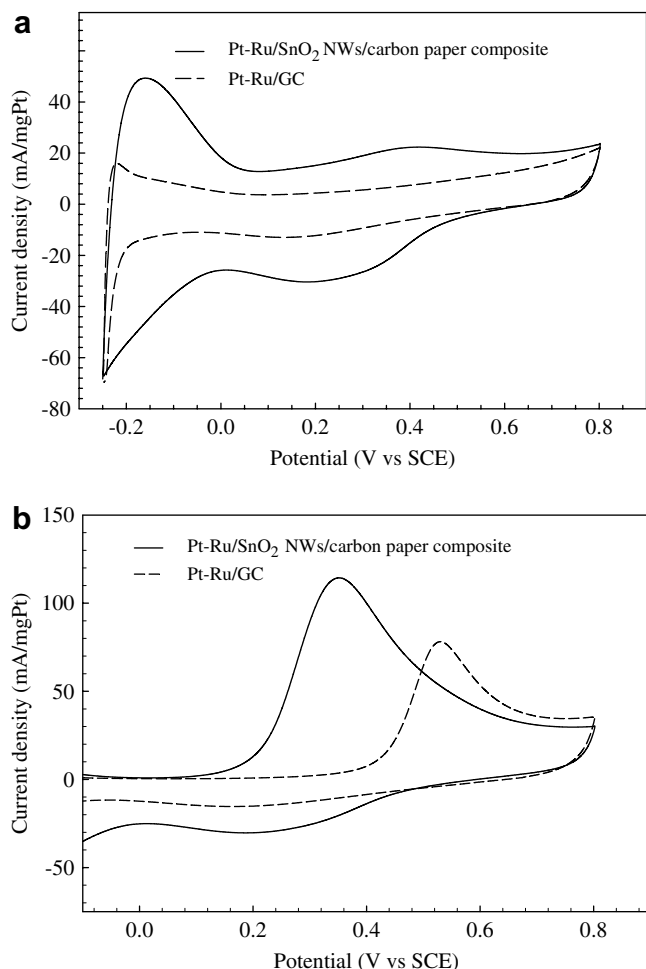 a
Pt-Ru/SnO₂ NWs/carbon paper composite
Pt-Ru/GC
40
20
0
-20
-40
-60
-80
Current density (mA/mgPt)
-0.2 0.0 0.2 0.4 0.6 0.8
Potential (V vs SCE)
b
150
Pt-Ru/SnO₂ NWs/carbon paper composite
Pt-Ru/GC
100
50
0
-50
Current density (mA/mgPt)
0.0 0.2 0.4 0.6 0.8
Potential (V vs SCE)